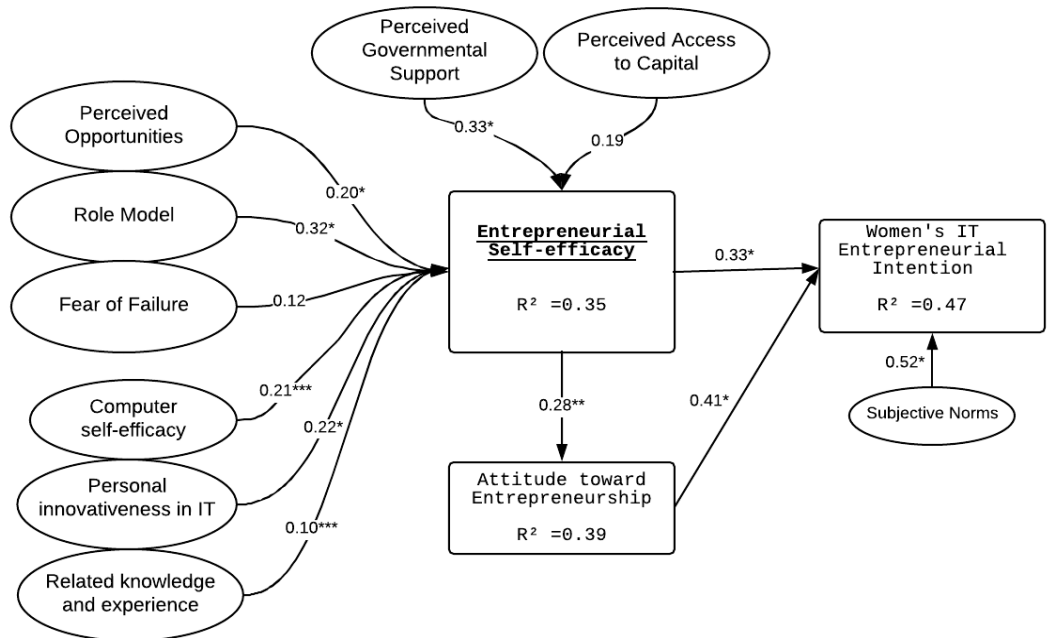 Perceived
Governmental
Support
Perceived Access
to Capital
Perceived
Opportunities
0.33*
0.19
Role Model
0.20*
0.32*
Fear of Failure
0.12
Entrepreneurial
Self-efficacy
R² =0.35
0.33*
Women's IT
Entrepreneurial
Intention
R² =0.47
0.52*
Subjective Norms
0.21***
Computer
self-efficacy
0.22*
Personal
innovativeness in IT
0.10***
Related knowledge
and experience
0.28**
0.41*
Attitude toward
Entrepreneurship
R² =0.39